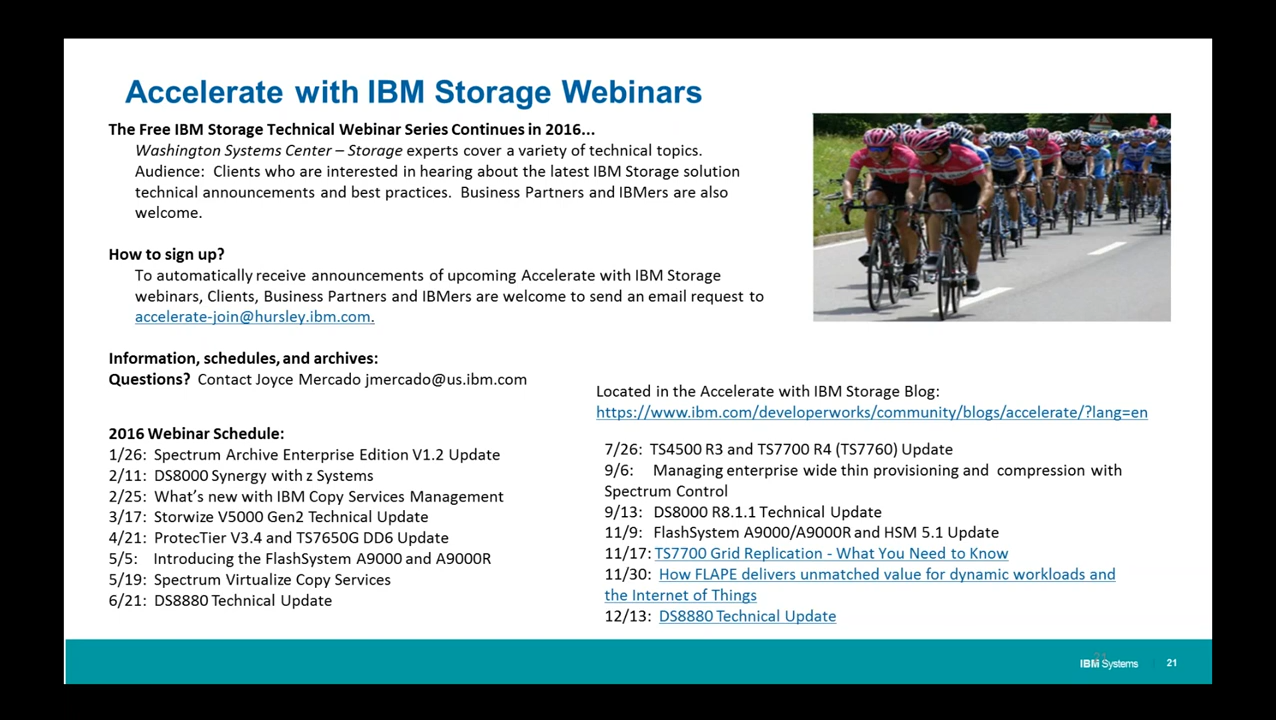 Accelerate with IBM Storage Webinars
The Free IBM Storage Technical Webinar Series Continues in 2016...
Washington Systems Center – Storage experts cover a variety of technical topics.
Audience: Clients who are interested in hearing about the latest IBM Storage solution
technical announcements and best practices. Business Partners and IBMers are also
welcome.
How to sign up?
To automatically receive announcements of upcoming Accelerate with IBM Storage
webinars, Clients, Business Partners and IBMers are welcome to send an email request to
accelerate-join@hursley.ibm.com.
Information, schedules, and archives:
Questions? Contact Joyce Mercado jmercado@us.ibm.com
Located in the Accelerate with IBM Storage Blog:
https://www.ibm.com/developerworks/community/blogs/accelerate/?lang=en
2016 Webinar Schedule:
1/26: Spectrum Archive Enterprise Edition V1.2 Update
2/11: DS8000 Synergy with z Systems
2/25: What’s new with IBM Copy Services Management
3/17: Storwize V5000 Gen2 Technical Update
4/21: ProtecTier V3.4 and TS7650G DD6 Update
5/5: Introducing the FlashSystem A9000 and A9000R
5/19: Spectrum Virtualize Copy Services
6/21: DS8880 Technical Update
7/26: TS4500 R3 and TS7700 R4 (TS7760) Update
9/6: Managing enterprise wide thin provisioning and compression with
Spectrum Control
9/13: DS8000 R8.1.1 Technical Update
11/9: FlashSystem A9000/A9000R and HSM 5.1 Update
11/17: TS7700 Grid Replication - What You Need to Know
11/30: How FLAPE delivers unmatched value for dynamic workloads and
the Internet of Things
12/13: DS8880 Technical Update
21
IBM Systems | 21